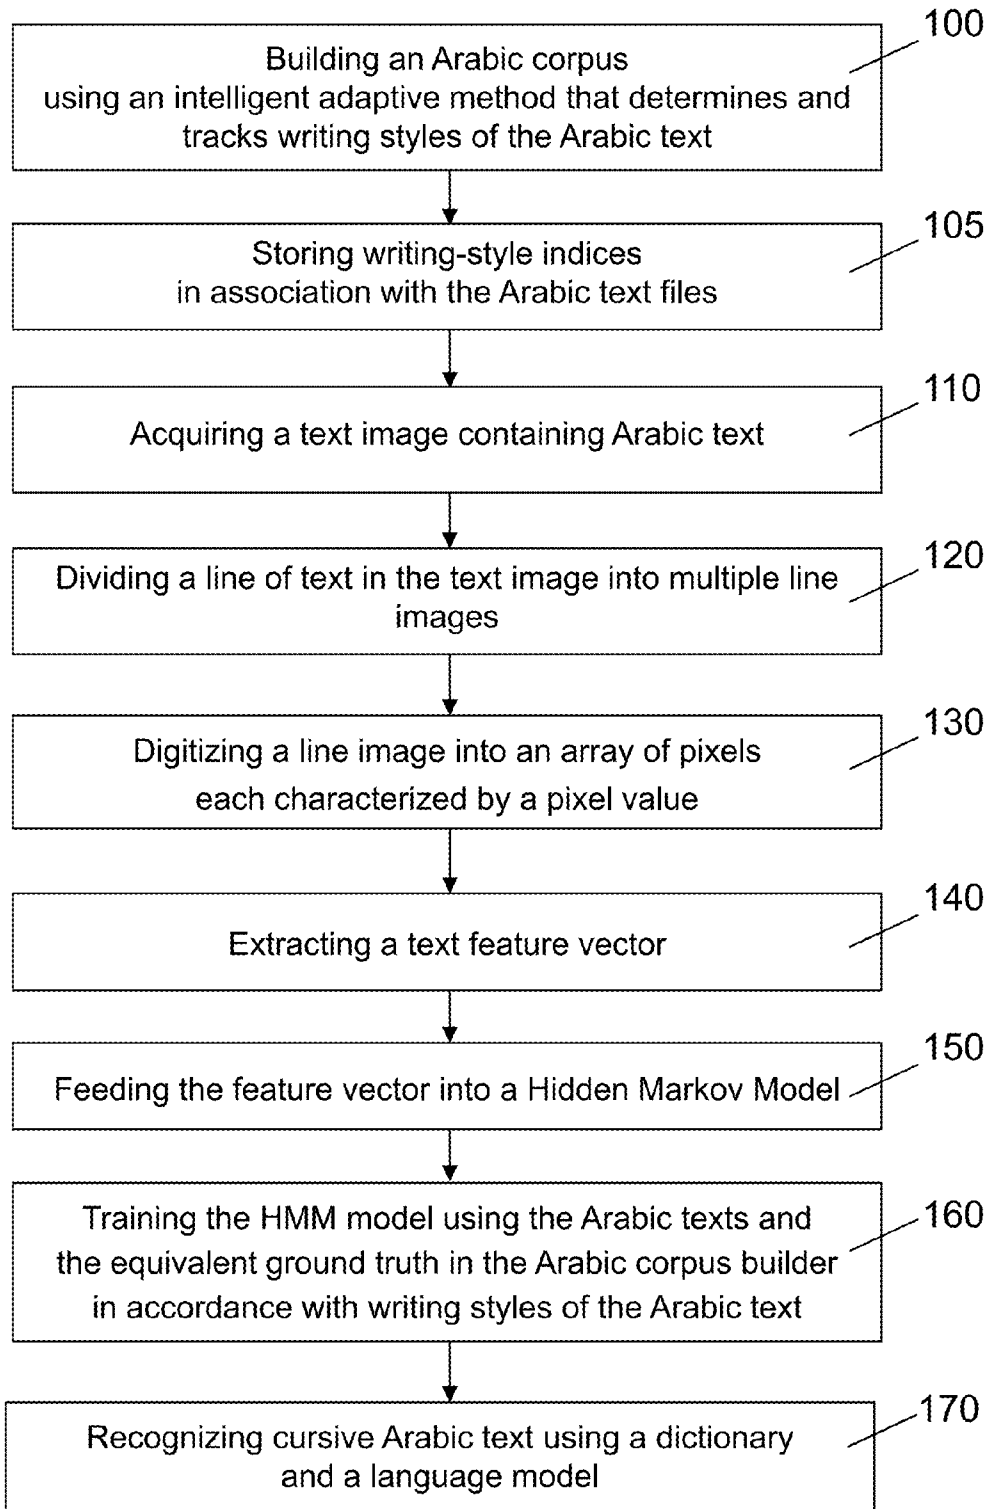 100
Building an Arabic corpus
using an intelligent adaptive method that determines and
tracks writing styles of the Arabic text
105
Storing writing-style indices
in association with the Arabic text files
110
Acquiring a text image containing Arabic text
120
Dividing a line of text in the text image into multiple line
images
130
Digitizing a line image into an array of pixels
each characterized by a pixel value
140
Extracting a text feature vector
150
Feeding the feature vector into a Hidden Markov Model
160
Training the HMM model using the Arabic texts and
the equivalent ground truth in the Arabic corpus builder
in accordance with writing styles of the Arabic text
170
Recognizing cursive Arabic text using a dictionary
and a language model